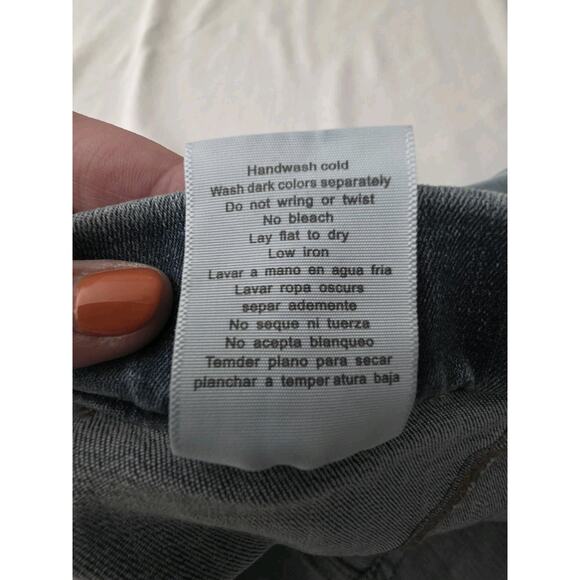 Handwash cold
Wash dark colors separately
Do not wring or twist
No bleach
Lay flat to dry
Low iron
Lavar a mano en agua fria
Lavar ropa oscurs
separ ademente
No seque ni tuerza
No acepta blanqueo
Temder plano para secar
planchar a temper atura baja